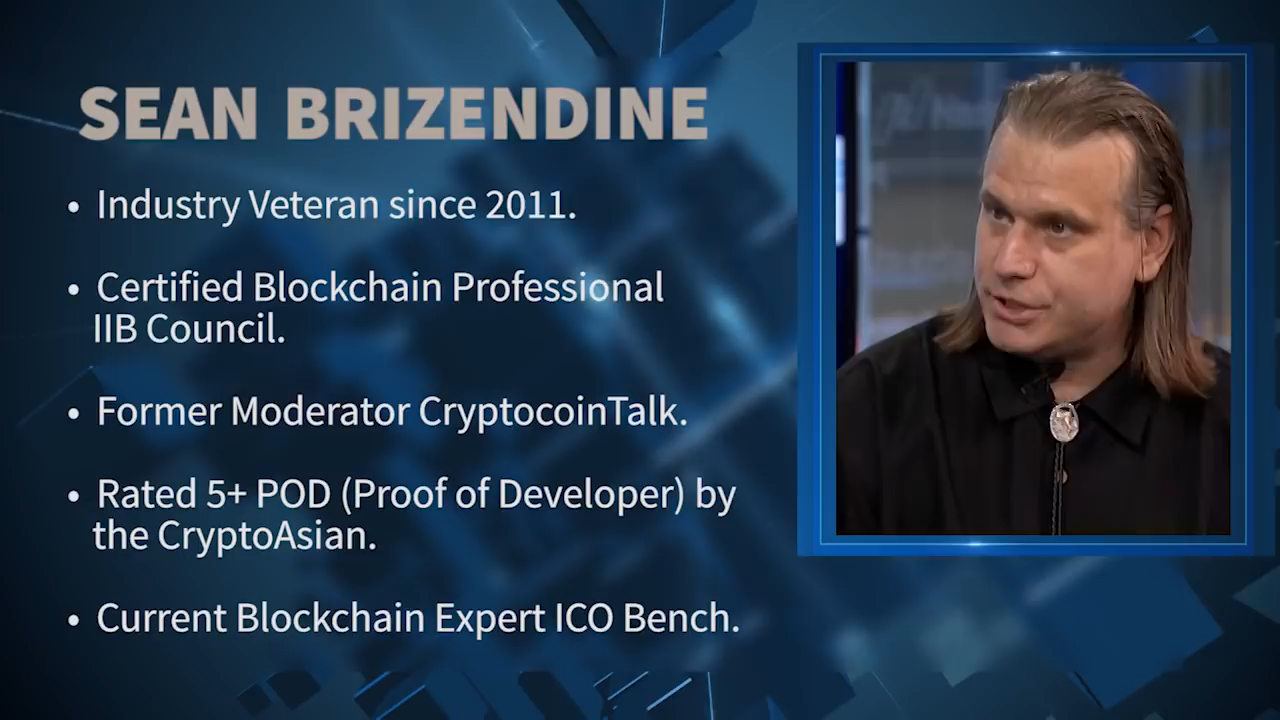 SEAN BRIZENDINE
• Industry Veteran since 2011.
• Certified Blockchain Professional
IIB Council.
• Former Moderator CryptocoinTalk.
• Rated 5+ POD (Proof of Developer) by
the CryptoAsian.
• Current Blockchain Expert ICO Bench.